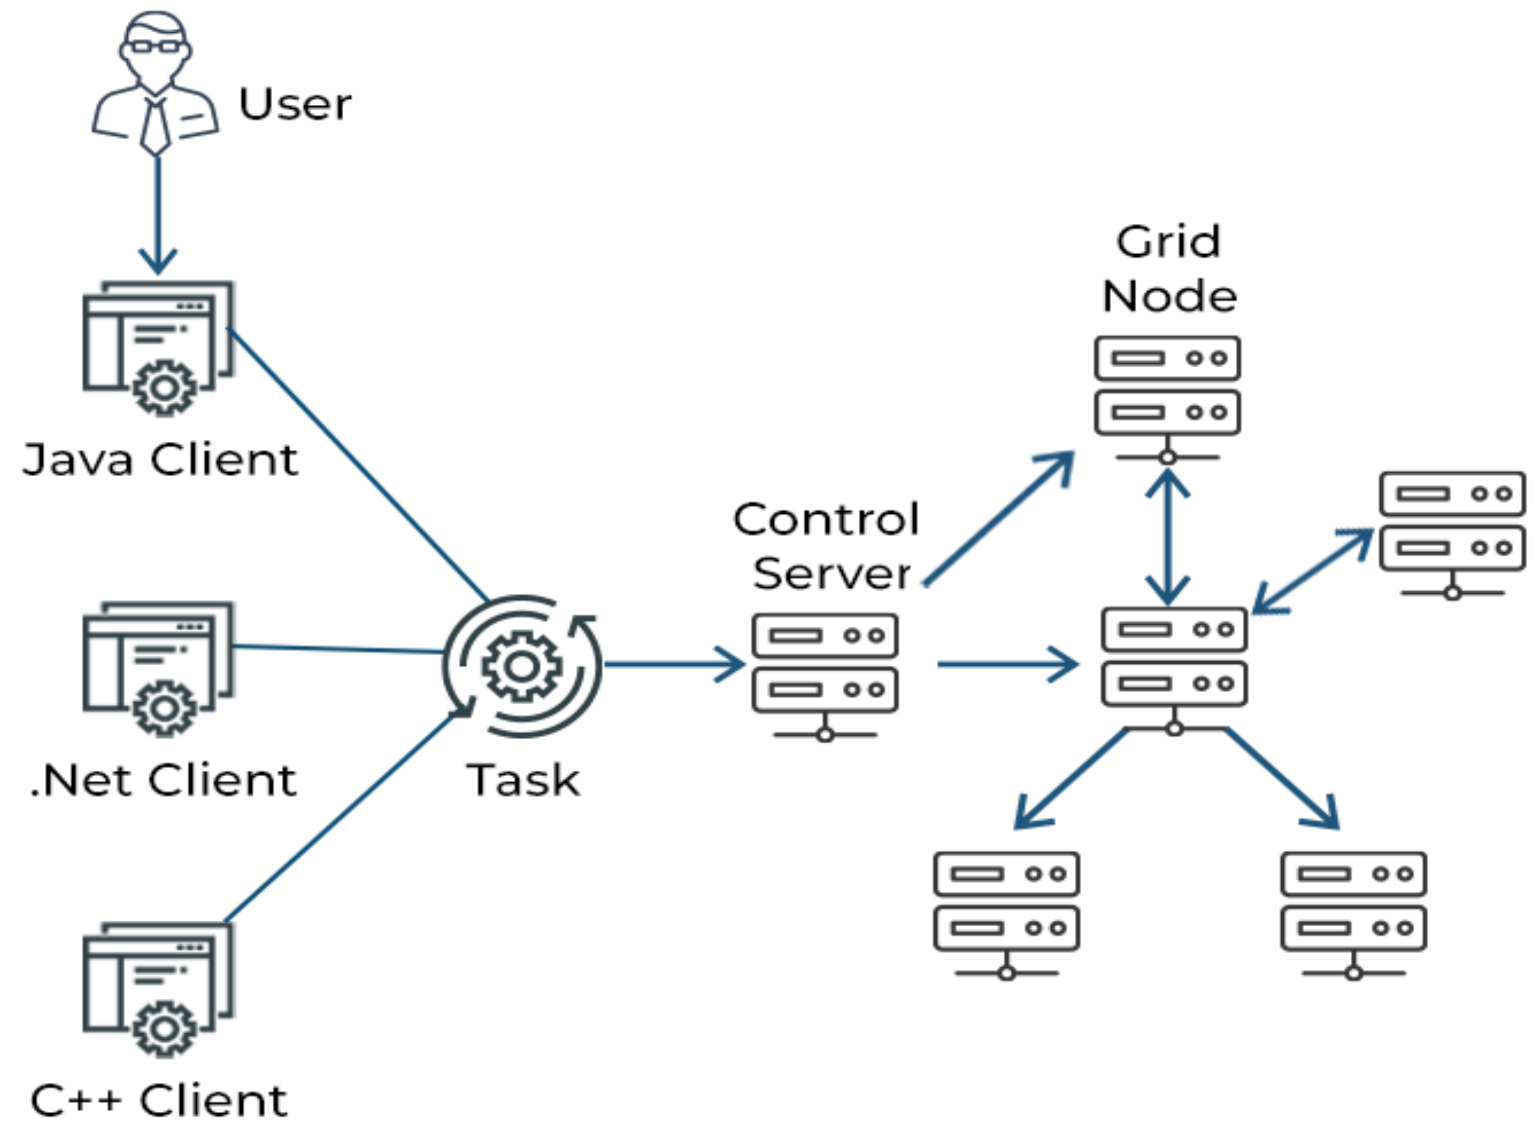 User
Java Client
.Net Client
C++ Client
Task
Control
Server
Grid
Node